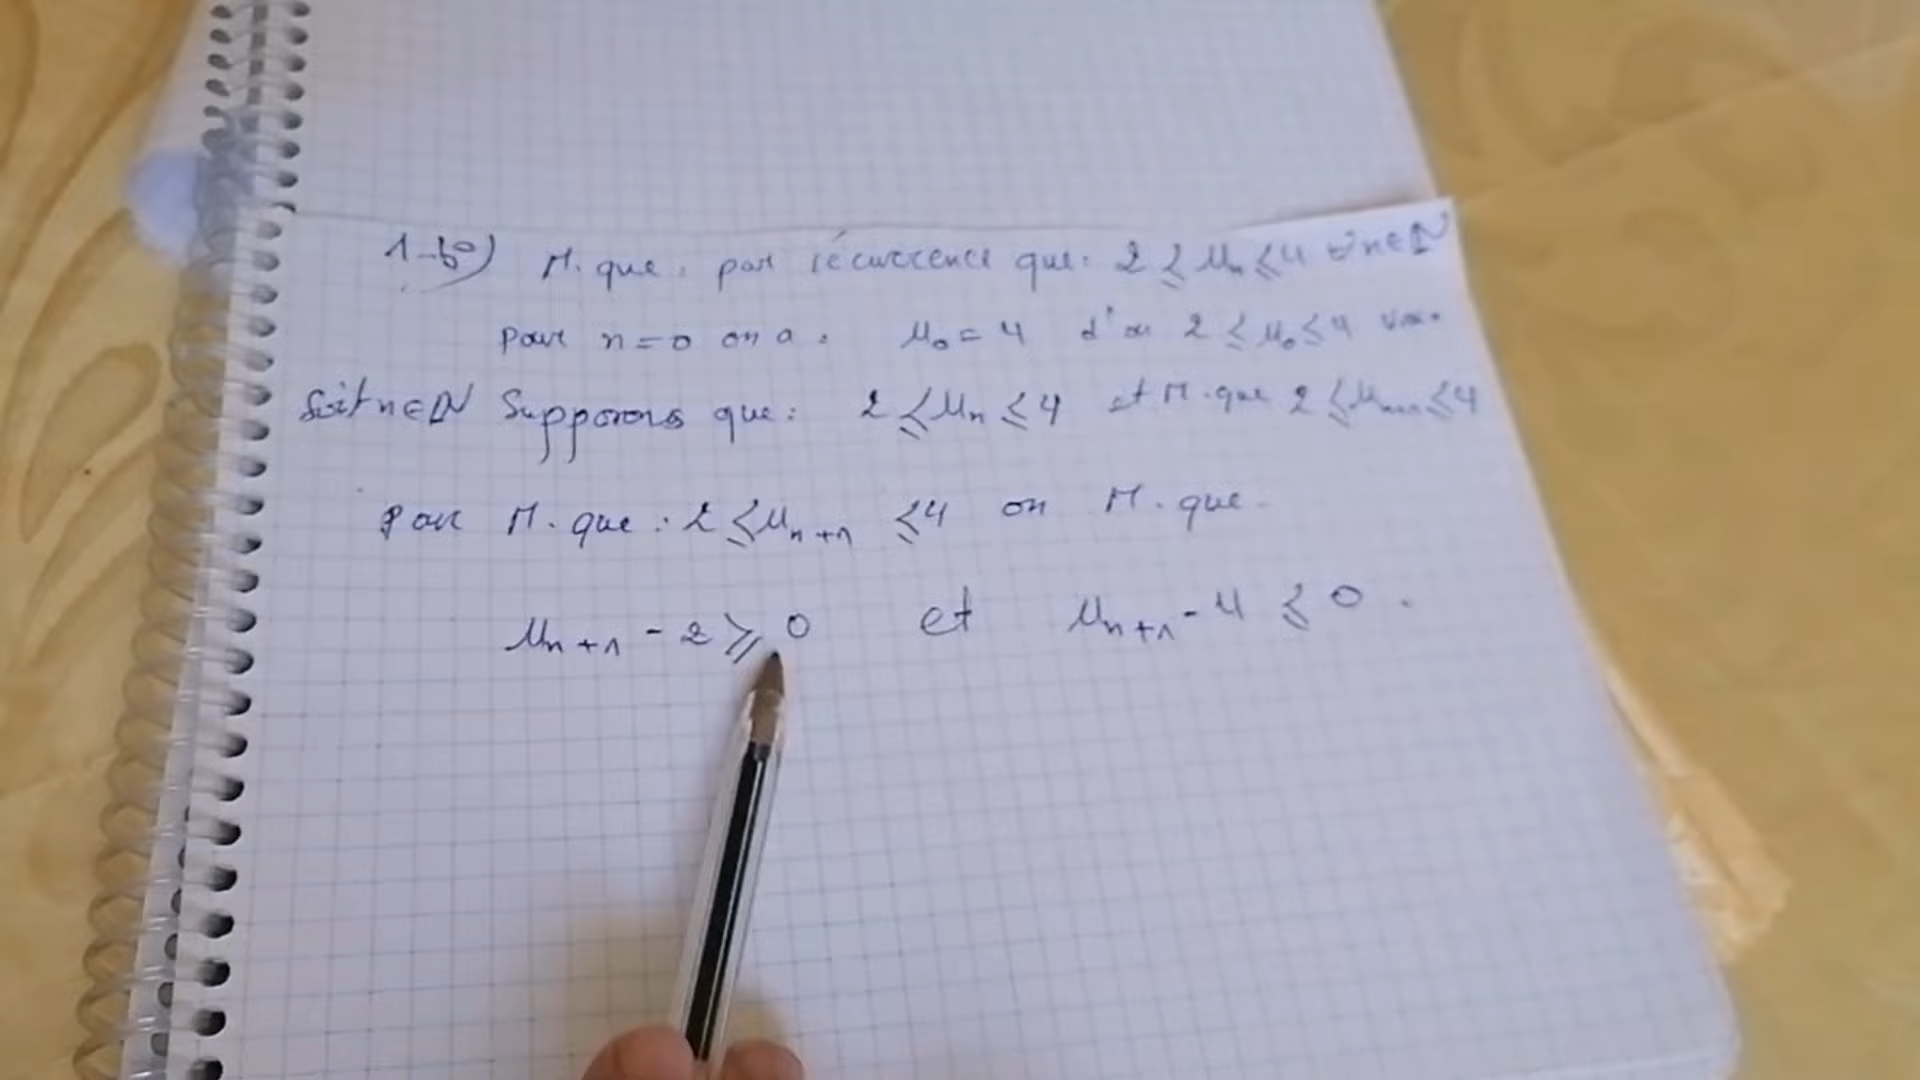 1-b°) M. que : par récurrence que : 2 ≤ Un ≤ 4 ∀n∈ℕ
pour n=0 on a : U0 = 4 d'où 2 ≤ U0 ≤ 4 vrai
Soit n∈ℕ Supposons que : 2 ≤ Un ≤ 4 et M. que 2 ≤ Un+1 ≤ 4
pour M. que : 2 ≤ Un+1 ≤ 4 on M. que.
Un+1 - 2 ≥ 0 et Un+1 - 4 ≤ 0.